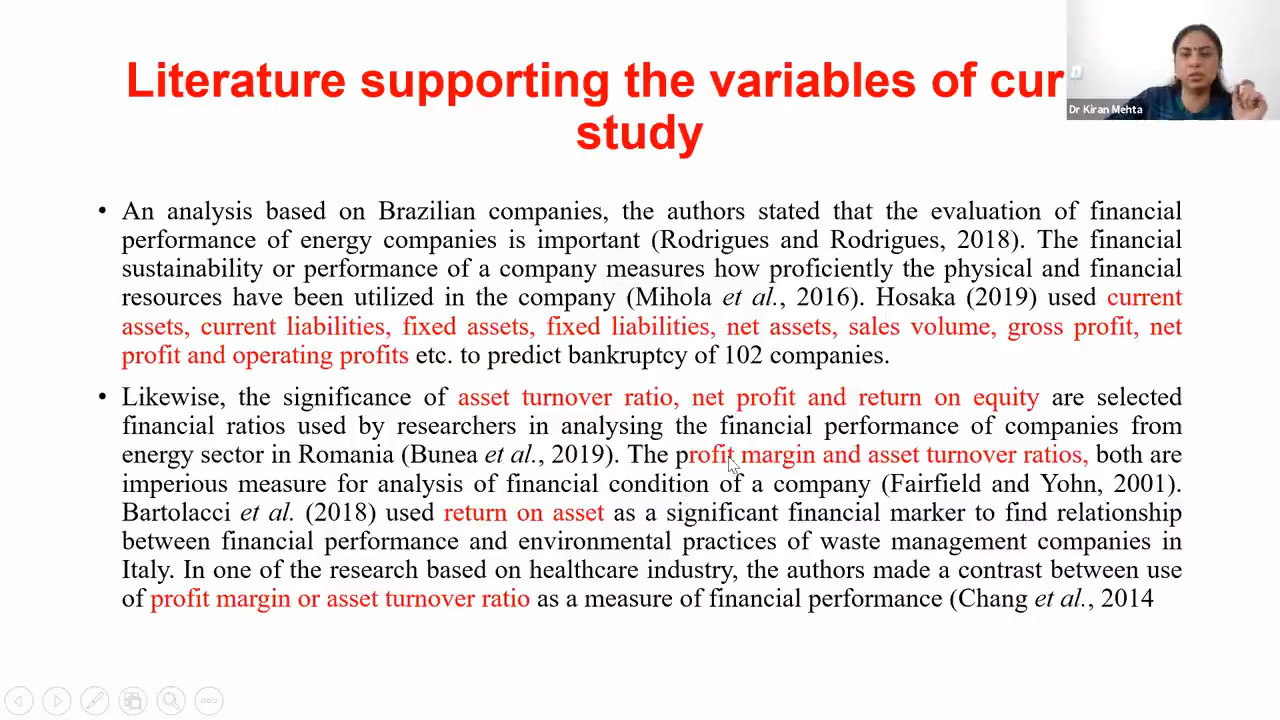 Literature supporting the variables of cur
study
Dr Kiran Mehta
• An analysis based on Brazilian companies, the authors stated that the evaluation of financial
performance of energy companies is important (Rodrigues and Rodrigues, 2018). The financial
sustainability or performance of a company measures how proficiently the physical and financial
resources have been utilized in the company (Mihola et al., 2016). Hosaka (2019) used current
assets, current liabilities, fixed assets, fixed liabilities, net assets, sales volume, gross profit, net
profit and operating profits etc. to predict bankruptcy of 102 companies.
• Likewise, the significance of asset turnover ratio, net profit and return on equity are selected
financial ratios used by researchers in analysing the financial performance of companies from
energy sector in Romania (Bunea et al., 2019). The profit margin and asset turnover ratios, both are
imperious measure for analysis of financial condition of a company (Fairfield and Yohn, 2001).
Bartolacci et al. (2018) used return on asset as a significant financial marker to find relationship
between financial performance and environmental practices of waste management companies in
Italy. In one of the research based on healthcare industry, the authors made a contrast between use
of profit margin or asset turnover ratio as a measure of financial performance (Chang et al., 2014